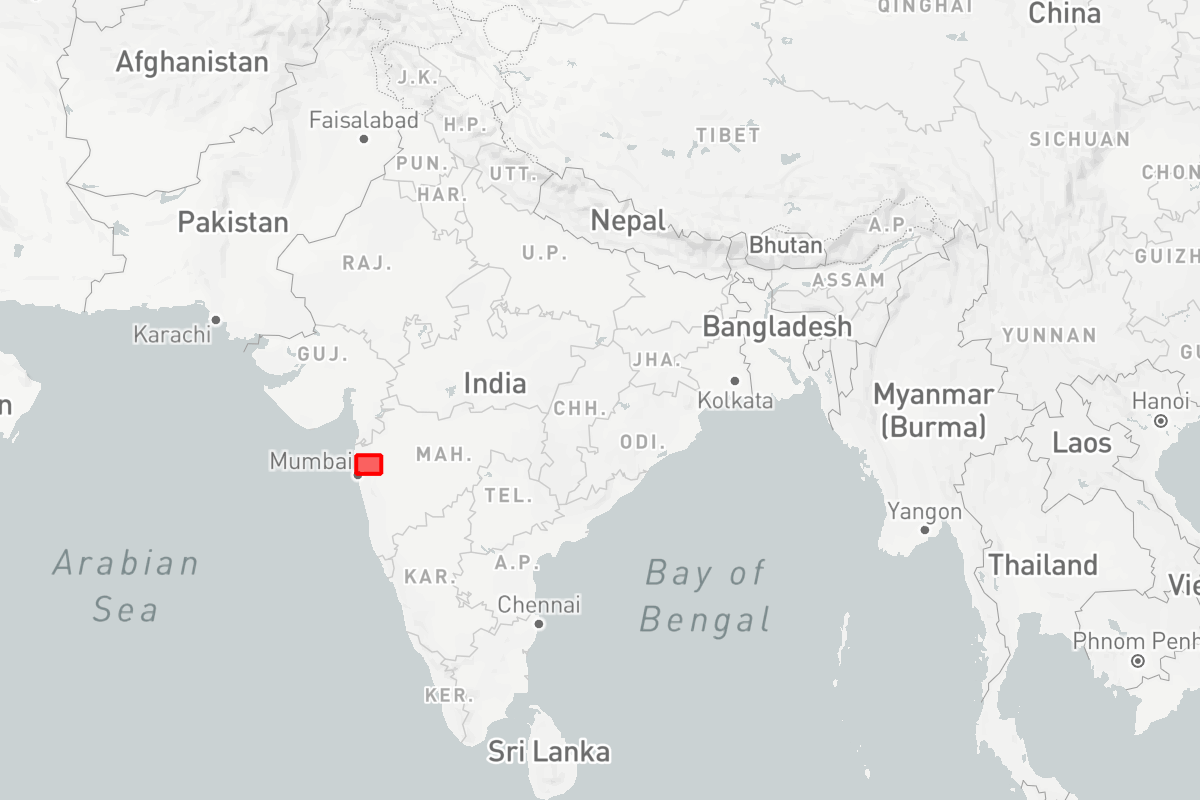 QINGHAI
China
Afghanistan
J.K.
Faisalabad
H.P.
TIBET
SICHUAN
PUN.
UTT.
CHON
HAR.
Pakistan
Nepal
A.P.
Bhutan
U.P.
RAJ.
GUIZH
ASSAM
Karachi
Bangladesh
YUNNAN
GUJ.
JHA.
GU
India
Kolkata
Myanmar
(Burma)
Hanoi
n
CHH.
ODI.
Laos
MAH.
Mumbai
TEL.
Yangon
Arabian
Sea
A.P.
Bay of
Bengal
Thailand
KAR.
Vie
Chennai
Phnom Penh
KER.
Sri Lanka